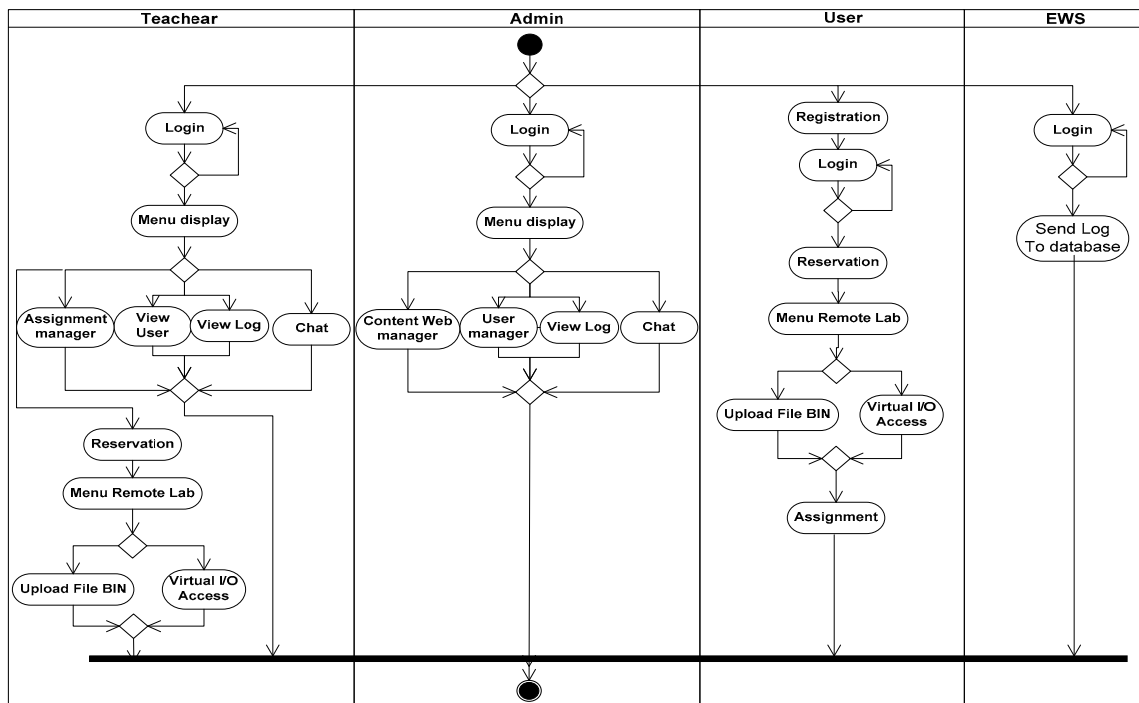 Teachear
Admin
User
EWS
Login
Menu display
Assignment
manager
View
User
View Log
Chat
Reservation
Menu Remote Lab
Upload File BIN
Virtual I/O
Access
Login
Menu display
Content Web
manager
User
manager
View Log
Chat
Registration
Login
Reservation
Menu Remote Lab
Upload File BIN
Virtual I/O
Access
Assignment
Login
Send Log
To database